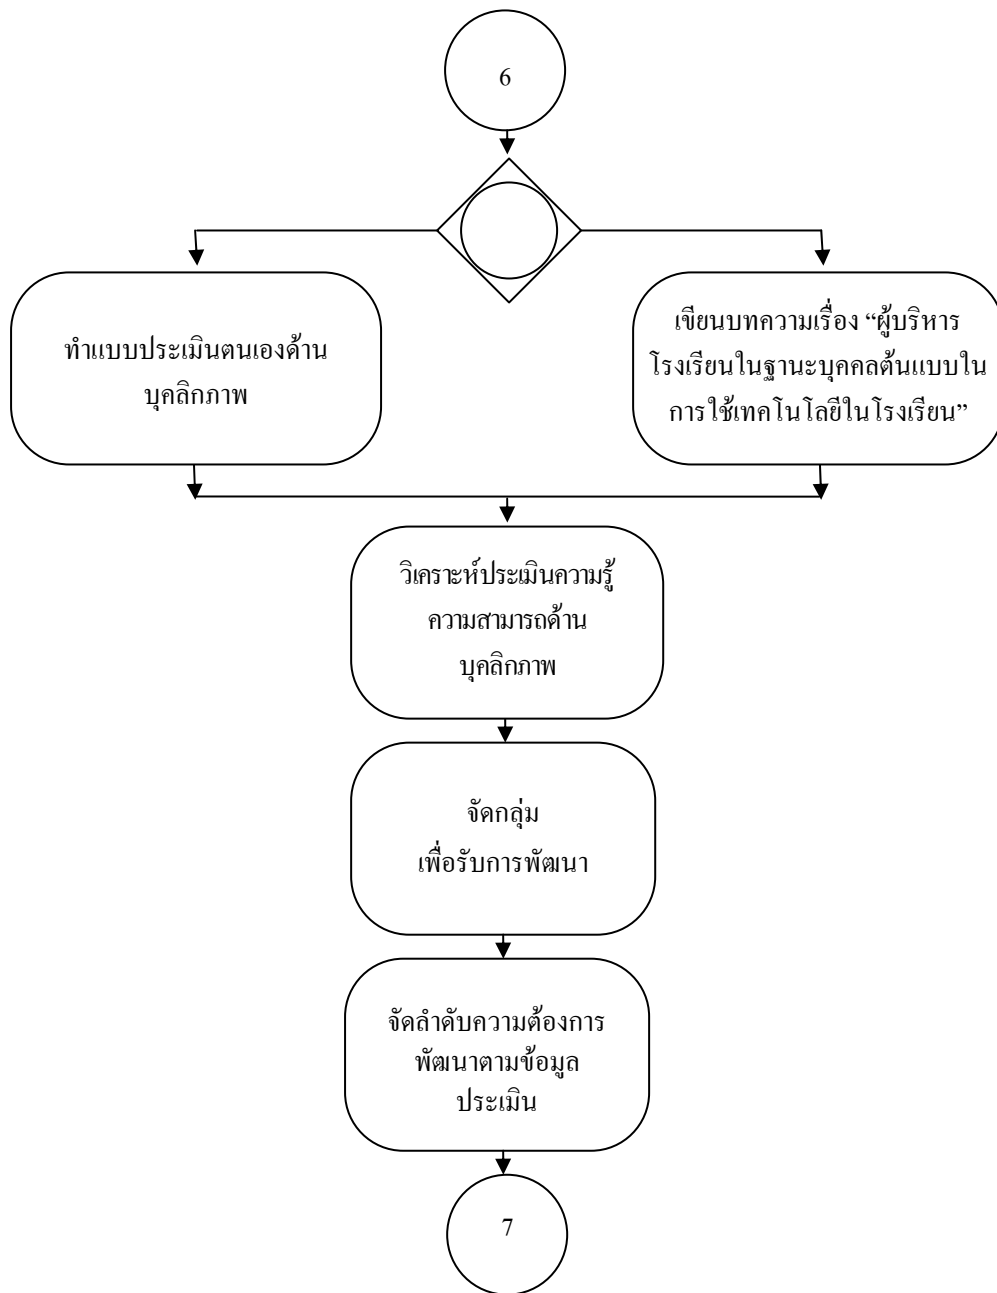 6
ทำแบบประเมินตนเองด้าน
บุคลิกภาพ
เขียนบทความเรื่อง “ผู้บริหาร
โรงเรียนในฐานะบุคคลต้นแบบใน
การใช้เทคโนโลยีในโรงเรียน”
วิเคราะห์ประเมินความรู้
ความสามารถด้าน
บุคลิกภาพ
จัดกลุ่ม
เพื่อรับการพัฒนา
จัดลำดับความต้องการ
พัฒนาตามข้อมูล
ประเมิน
7